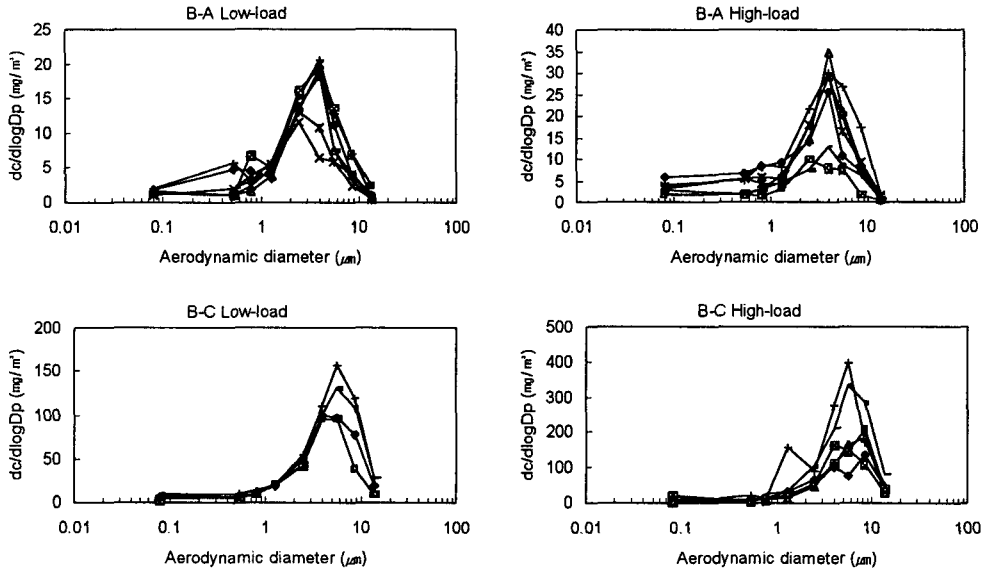 B-A Low-load
dc/dlogDp (mg/m³)
25
20
15
10
5
0
0.01 0.1 1 10 100
Aerodynamic diameter (μm)
B-A High-load
dc/dlogDp (mg/m³)
40
35
30
25
20
15
10
5
0
0.01 0.1 1 10 100
Aerodynamic diameter (μm)
B-C Low-load
dc/dlogDp (mg/m³)
200
150
100
50
0
0.01 0.1 1 10 100
Aerodynamic diameter (μm)
B-C High-load
dc/dlogDp (mg/m³)
500
400
300
200
100
0
0.01 0.1 1 10 100
Aerodynamic diameter (μm)